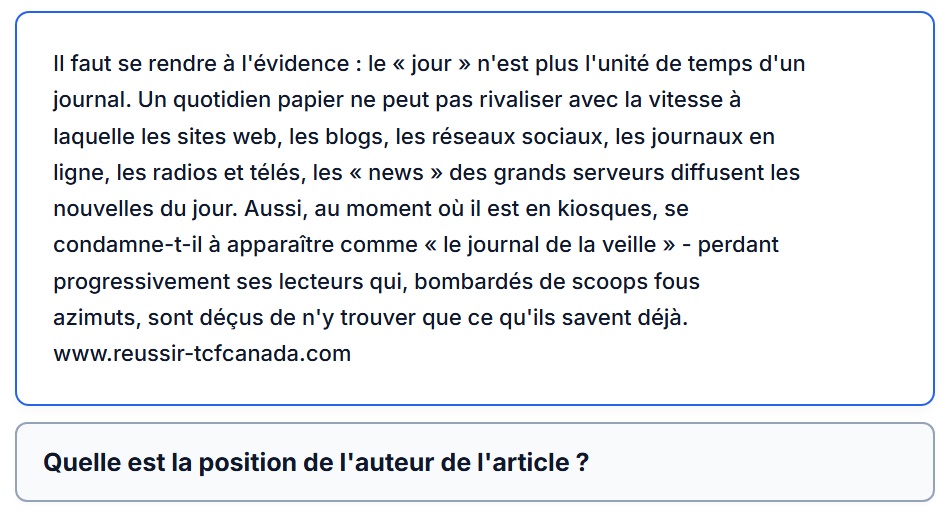 Il faut se rendre à l'évidence : le « jour » n'est plus l'unité de temps d'un
journal. Un quotidien papier ne peut pas rivaliser avec la vitesse à
laquelle les sites web, les blogs, les réseaux sociaux, les journaux en
ligne, les radios et télés, les « news » des grands serveurs diffusent les
nouvelles du jour. Aussi, au moment où il est en kiosques, se
condamne-t-il à apparaître comme « le journal de la veille » - perdant
progressivement ses lecteurs qui, bombardés de scoops fous
azimuts, sont déçus de n'y trouver que ce qu'ils savent déjà.
www.reussir-tcfcanada.com
Quelle est la position de l'auteur de l'article ?